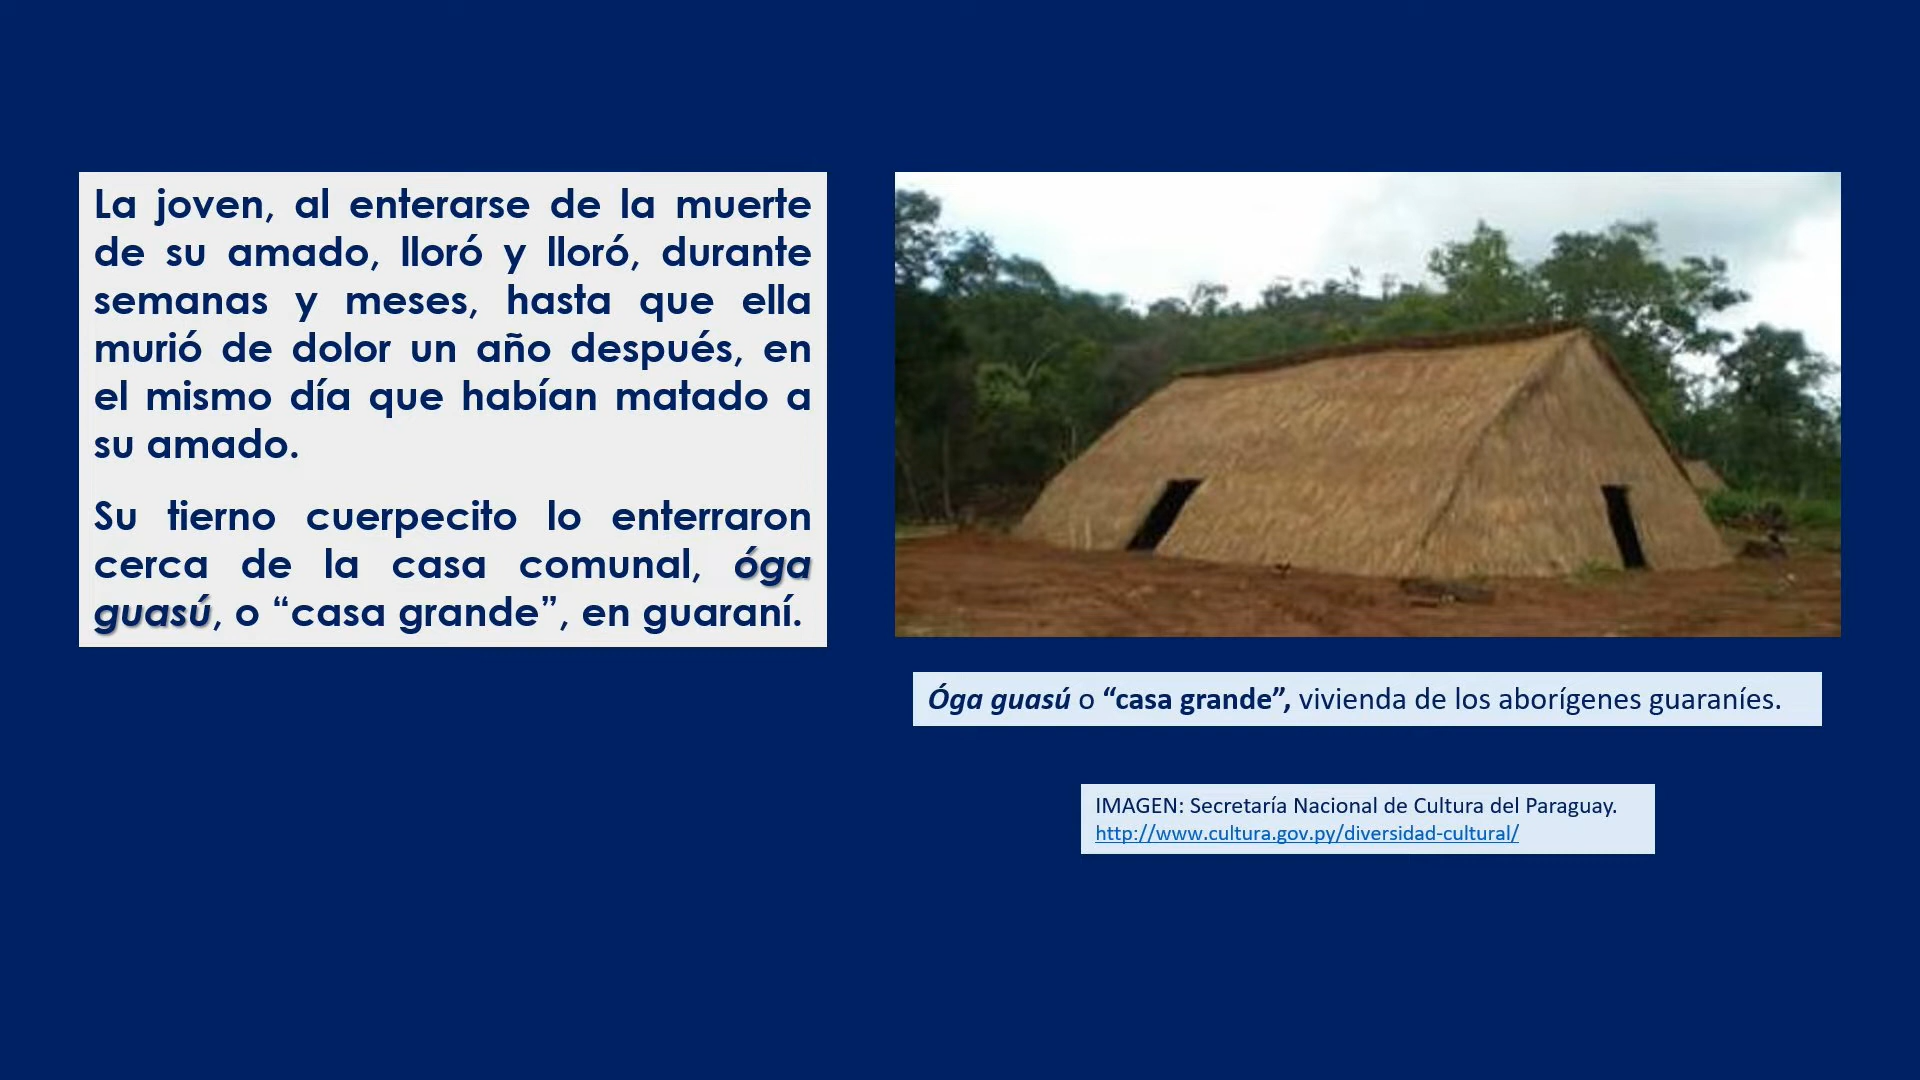 La joven, al enterarse de la muerte
de su amado, lloró y lloró, durante
semanas y meses, hasta que ella
murió de dolor un año después, en
el mismo día que habían matado a
su amado.
Su tierno cuerpecito lo enterraron
cerca de la casa comunal, óga
guasú, o “casa grande”, en guaraní.
Óga guasú o “casa grande”, vivienda de los aborígenes guaraníes.
IMAGEN: Secretaría Nacional de Cultura del Paraguay.
http://www.cultura.gov.py/diversidad-cultural/